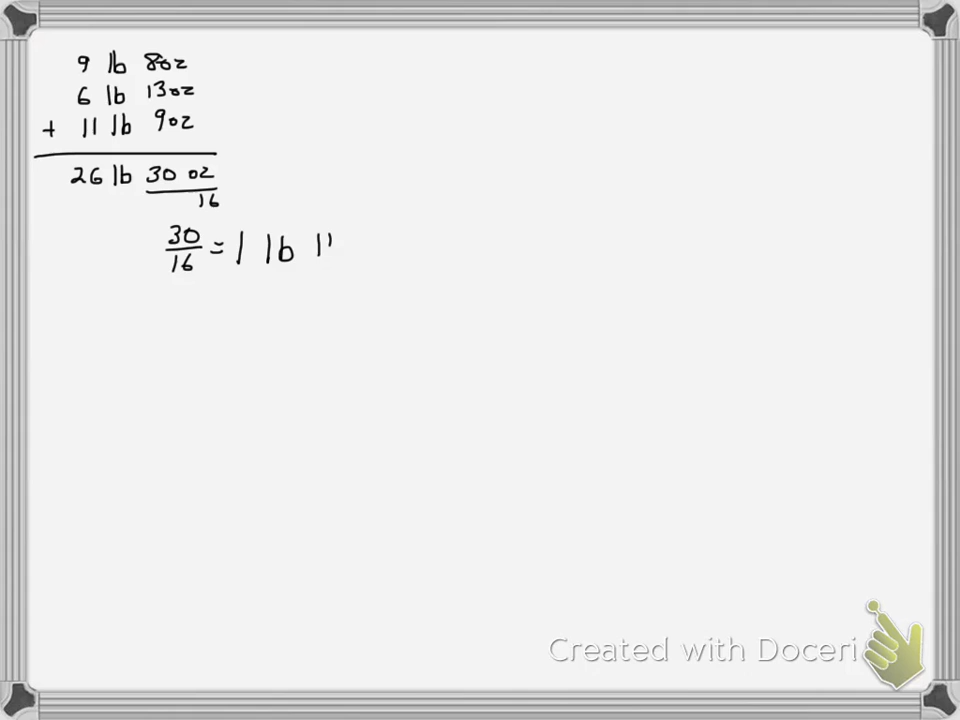 9 lb 8oz
6 lb 13oz
+ 11 lb 9oz
26 lb 30 oz
16
30/16 = 1 lb 1
Created with Doceri